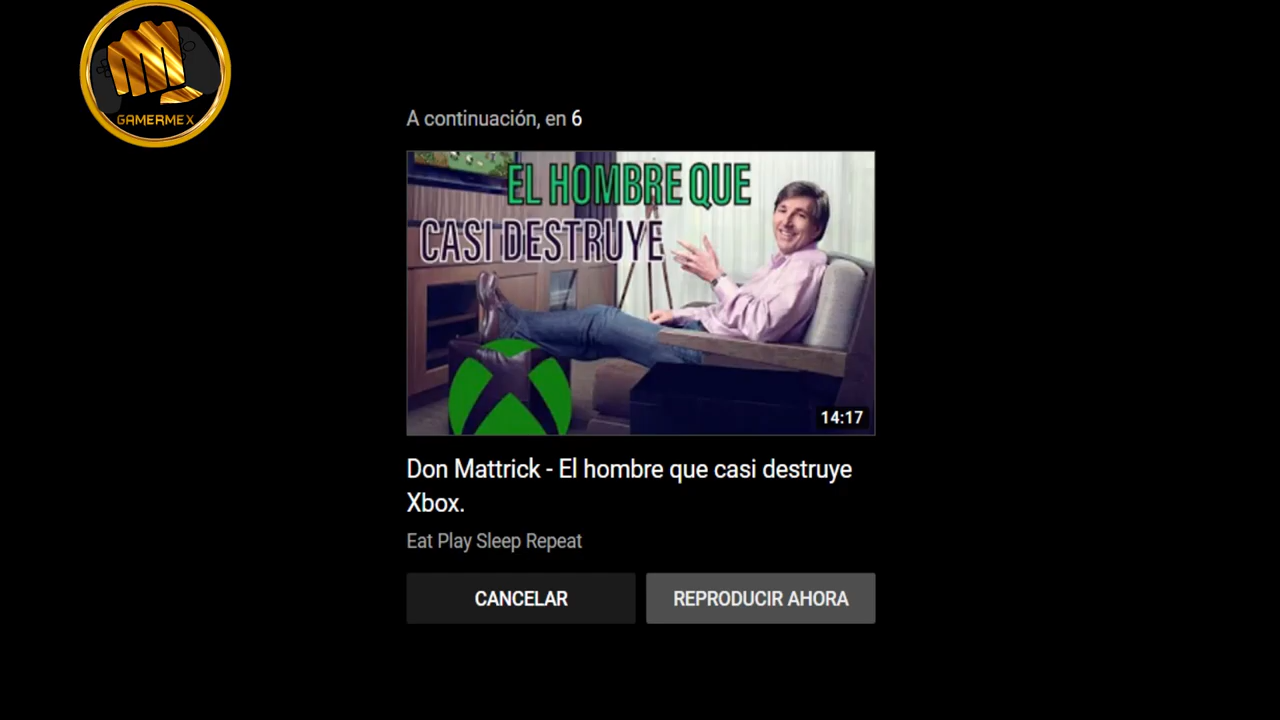 GAMERMEX
A continuación, en 6
EL HOMBRE QUE
CASI DESTRUYE
14:17
Don Mattrick - El hombre que casi destruye
Xbox.
Eat Play Sleep Repeat
CANCELAR
REPRODUCIR AHORA